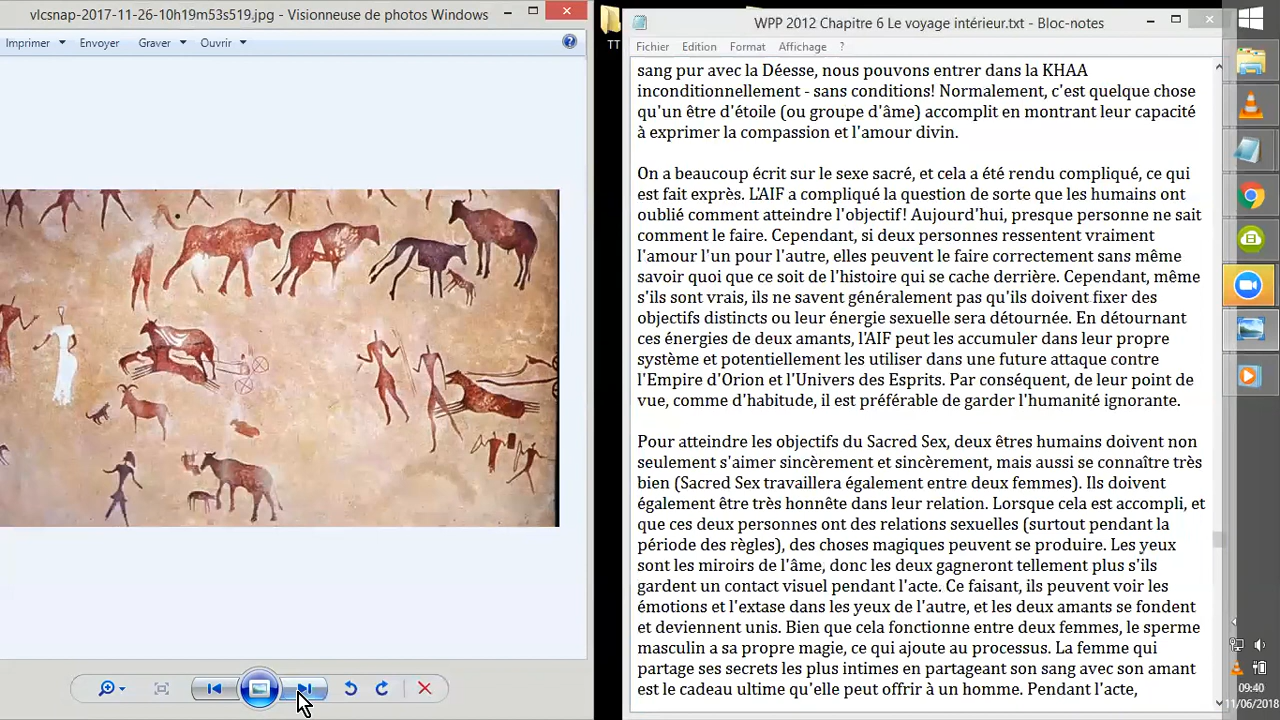 vlcsnap-2017-11-26-10h19m53s519.jpg - Visionneuse de photos Windows
Imprimer
Envoyer
Graver
Ouvrir
TT
WPP 2012 Chapitre 6 Le voyage intérieur.txt - Bloc-notes
Fichier
Edition
Format
Affichage
?
sang pur avec la Déesse, nous pouvons entrer dans la KHAA
inconditionnellement - sans conditions! Normalement, c'est quelque chose
qu'un être d'étoile (ou groupe d'âme) accomplit en montrant leur capacité
à exprimer la compassion et l'amour divin.
On a beaucoup écrit sur le sexe sacré, et cela a été rendu compliqué, ce qui
est fait exprès. L'AIF a compliqué la question de sorte que les humains ont
oublié comment atteindre l'objectif! Aujourd'hui, presque personne ne sait
comment le faire. Cependant, si deux personnes ressentent vraiment
l'amour l'un pour l'autre, elles peuvent le faire correctement sans même
savoir quoi que ce soit de l'histoire qui se cache derrière. Cependant, même
s'ils sont vrais, ils ne savent généralement pas qu'ils doivent fixer des
objectifs distincts ou leur énergie sexuelle sera détournée. En détournant
ces énergies de deux amants, l'AIF peut les accumuler dans leur propre
système et potentiellement les utiliser dans une future attaque contre
l'Empire d'Orion et l'Univers des Esprits. Par conséquent, de leur point de
vue, comme d'habitude, il est préférable de garder l'humanité ignorante.
Pour atteindre les objectifs du Sacred Sex, deux êtres humains doivent non
seulement s'aimer sincèrement et sincèrement, mais aussi se connaître très
bien (Sacred Sex travaillera également entre deux femmes). Ils doivent
également être très honnête dans leur relation. Lorsque cela est accompli, et
que ces deux personnes ont des relations sexuelles (surtout pendant la
période des règles), des choses magiques peuvent se produire. Les yeux
sont les miroirs de l'âme, donc les deux gagneront tellement plus s'ils
gardent un contact visuel pendant l'acte. Ce faisant, ils peuvent voir les
émotions et l'extase dans les yeux de l'autre, et les deux amants se fondent
et deviennent unis. Bien que cela fonctionne entre deux femmes, le sperme
masculin a sa propre magie, ce qui ajoute au processus. La femme qui
partage ses secrets les plus intimes en partageant son sang avec son amant
est le cadeau ultime qu'elle peut offrir à un homme. Pendant l'acte,
09:40
11/06/2018